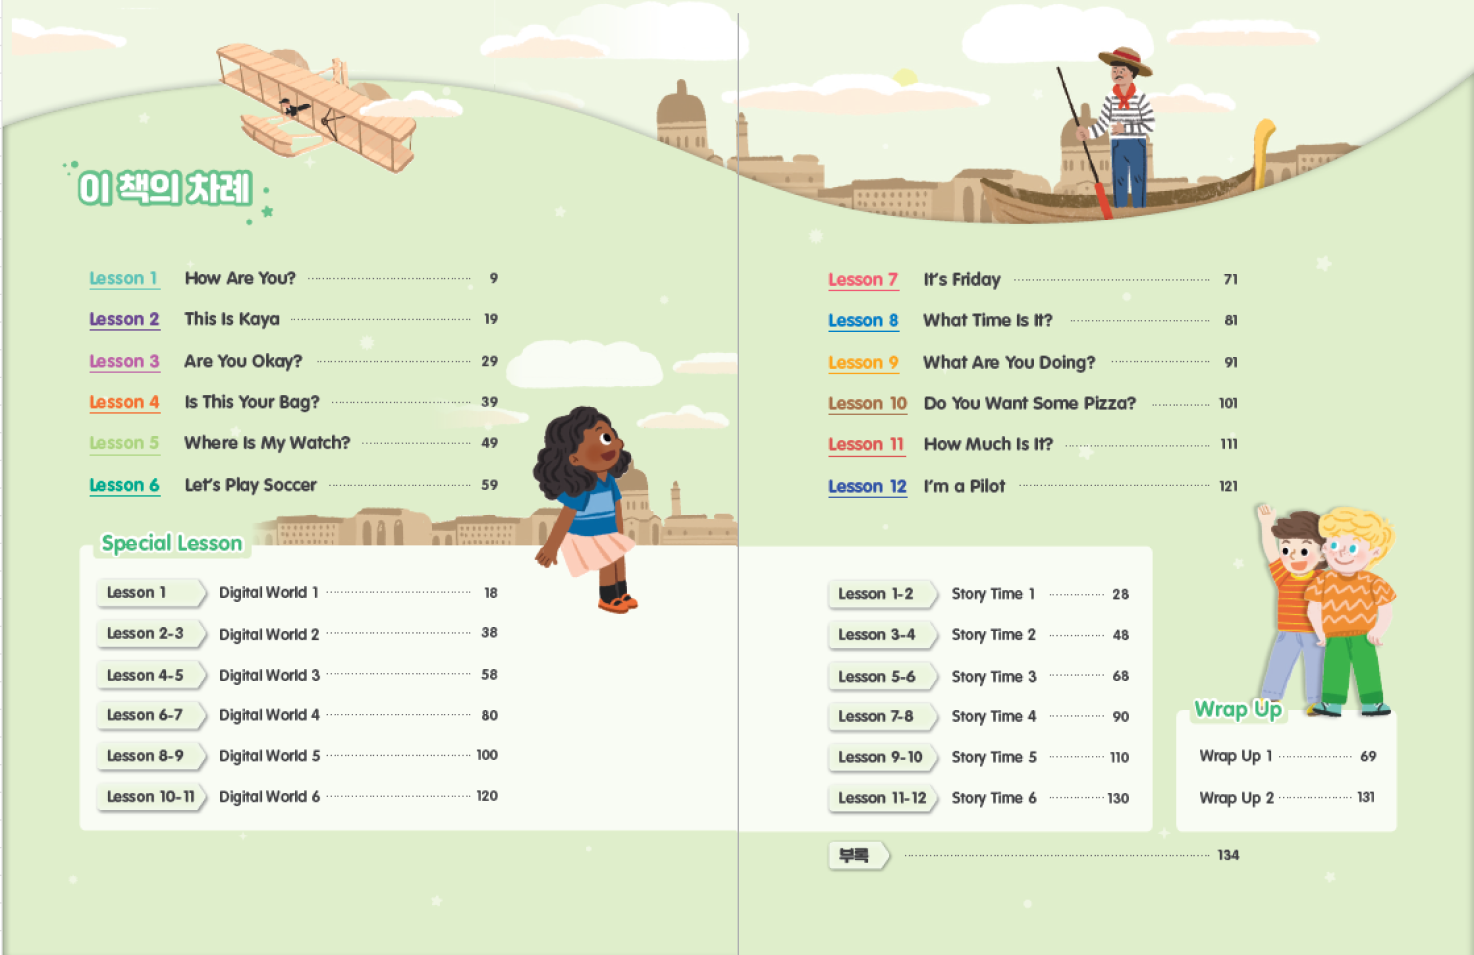 이 책의 차례
Lesson 1 How Are You? 9
Lesson 2 This Is Kaya 19
Lesson 3 Are You Okay? 29
Lesson 4 Is This Your Bag? 39
Lesson 5 Where Is My Watch? 49
Lesson 6 Let's Play Soccer 59
Special Lesson
Lesson 1 Digital World 1 18
Lesson 2-3 Digital World 2 38
Lesson 4-5 Digital World 3 58
Lesson 6-7 Digital World 4 80
Lesson 8-9 Digital World 5 100
Lesson 10-11 Digital World 6 120
Lesson 7 It's Friday 71
Lesson 8 What Time Is It? 81
Lesson 9 What Are You Doing? 91
Lesson 10 Do You Want Some Pizza? 101
Lesson 11 How Much Is It? 111
Lesson 12 I'm a Pilot 121
Lesson 1-2 Story Time 1 28
Lesson 3-4 Story Time 2 48
Lesson 5-6 Story Time 3 68
Lesson 7-8 Story Time 4 90
Lesson 9-10 Story Time 5 110
Lesson 11-12 Story Time 6 130
Wrap Up
Wrap Up 1 69
Wrap Up 2 131
부록 134